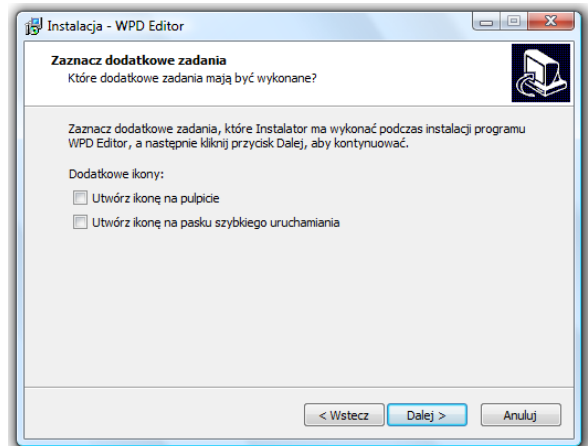 Instalacja - WPD Editor
Zaznacz dodatkowe zadania
Które dodatkowe zadania mają być wykonane?
Zaznacz dodatkowe zadania, które Instalator ma wykonać podczas instalacji programu
WPD Editor, a następnie kliknij przycisk Dalej, aby kontynuować.
Dodatkowe ikony:
Utwórz ikonę na pulpicie
Utwórz ikonę na pasku szybkiego uruchamiania
< Wstecz
Dalej >
Anuluj